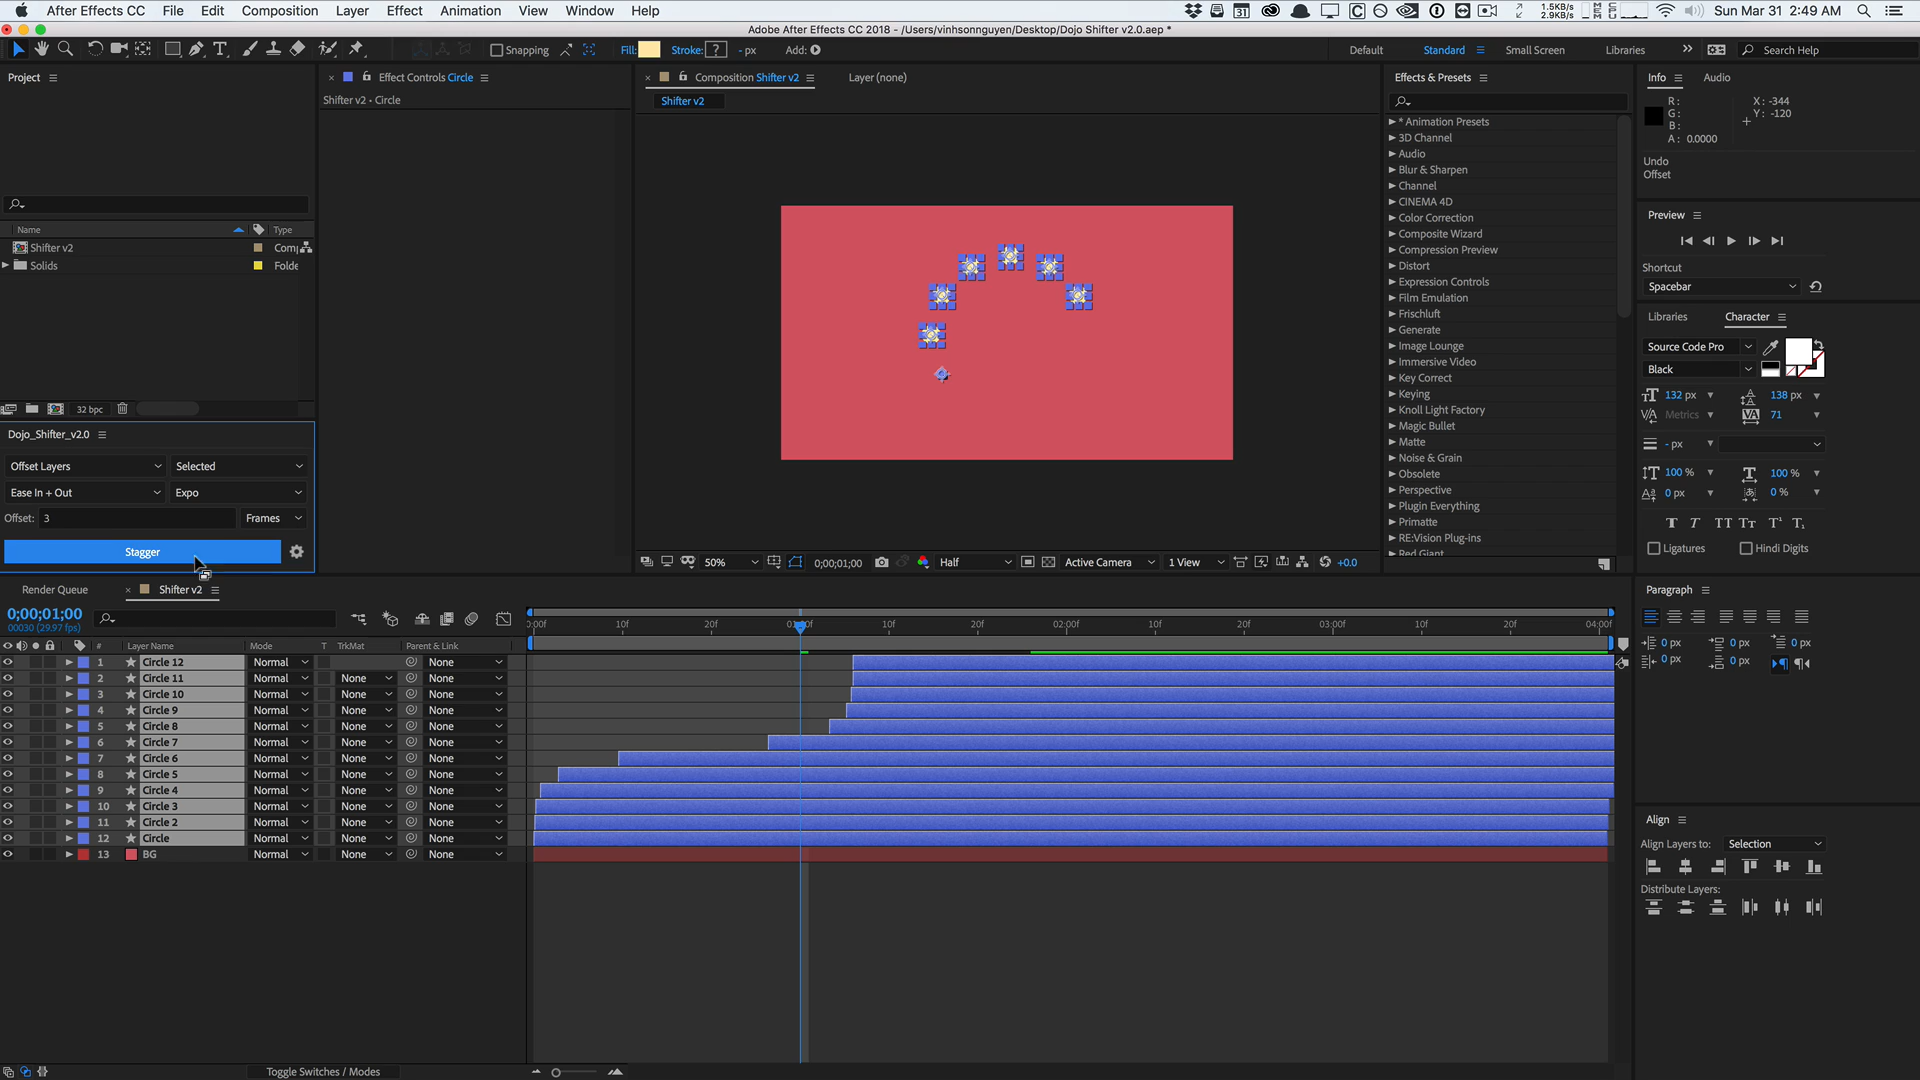 After Effects CC File Edit Composition Layer Effect Animation View Window Help
1.5KB/s
2.9KB/s
Sun Mar 31 2:49 AM
Adobe After Effects CC 2018 - /Users/vinhsonnguyen/Desktop/Dojo Shifter v2.0.aep *
Snapping Fill: Stroke: ? - px Add: Default Standard Small Screen Libraries Search Help
Project
Effect Controls Circle
Composition Shifter v2
Layer (none)
Effects & Presets
Info Audio
Shifter v2 - Circle
Shifter v2
R:
G:
B:
A: 0.0000
X: -344
Y: -120
Undo
Offset
* Animation Presets
3D Channel
Audio
Blur & Sharpen
Channel
CINEMA 4D
Color Correction
Composite Wizard
Compression Preview
Distort
Expression Controls
Film Emulation
Frischluft
Generate
Image Lounge
Immersive Video
Key Correct
Keying
Knoll Light Factory
Magic Bullet
Matte
Noise & Grain
Obsolete
Perspective
Plugin Everything
Primatte
RE:Vision Plug-ins
Red Giant
Name Type
Shifter v2 Comp
Solids Folde
32 bpc
Dojo_Shifter_v2.0
Offset Layers Selected
Ease In + Out Expo
Offset: 3 Frames
Stagger
50% 0;00;01;00 Half Active Camera 1 View +0.0
Preview
Shortcut
Spacebar
Libraries Character
Source Code Pro
Black
132 px 138 px
Metrics 71
- px
100 % 100 %
0 px 0 %
Ligatures Hindi Digits
Paragraph
0 px 0 px 0 px
0 px 0 px
Align
Align Layers to: Selection
Distribute Layers:
Render Queue Shifter v2
0;00;01;00
00030 (29.97 fps)
0:00f 10f 20f 01:00f 10f 20f 02:00f 10f 20f 03:00f 10f 20f 04:00f
# Layer Name Mode T TrkMat Parent & Link
1 Circle 12 Normal None
2 Circle 11 Normal None None
3 Circle 10 Normal None None
4 Circle 9 Normal None None
5 Circle 8 Normal None None
6 Circle 7 Normal None None
7 Circle 6 Normal None None
8 Circle 5 Normal None None
9 Circle 4 Normal None None
10 Circle 3 Normal None None
11 Circle 2 Normal None None
12 Circle Normal None None
13 BG Normal None None
Toggle Switches / Modes